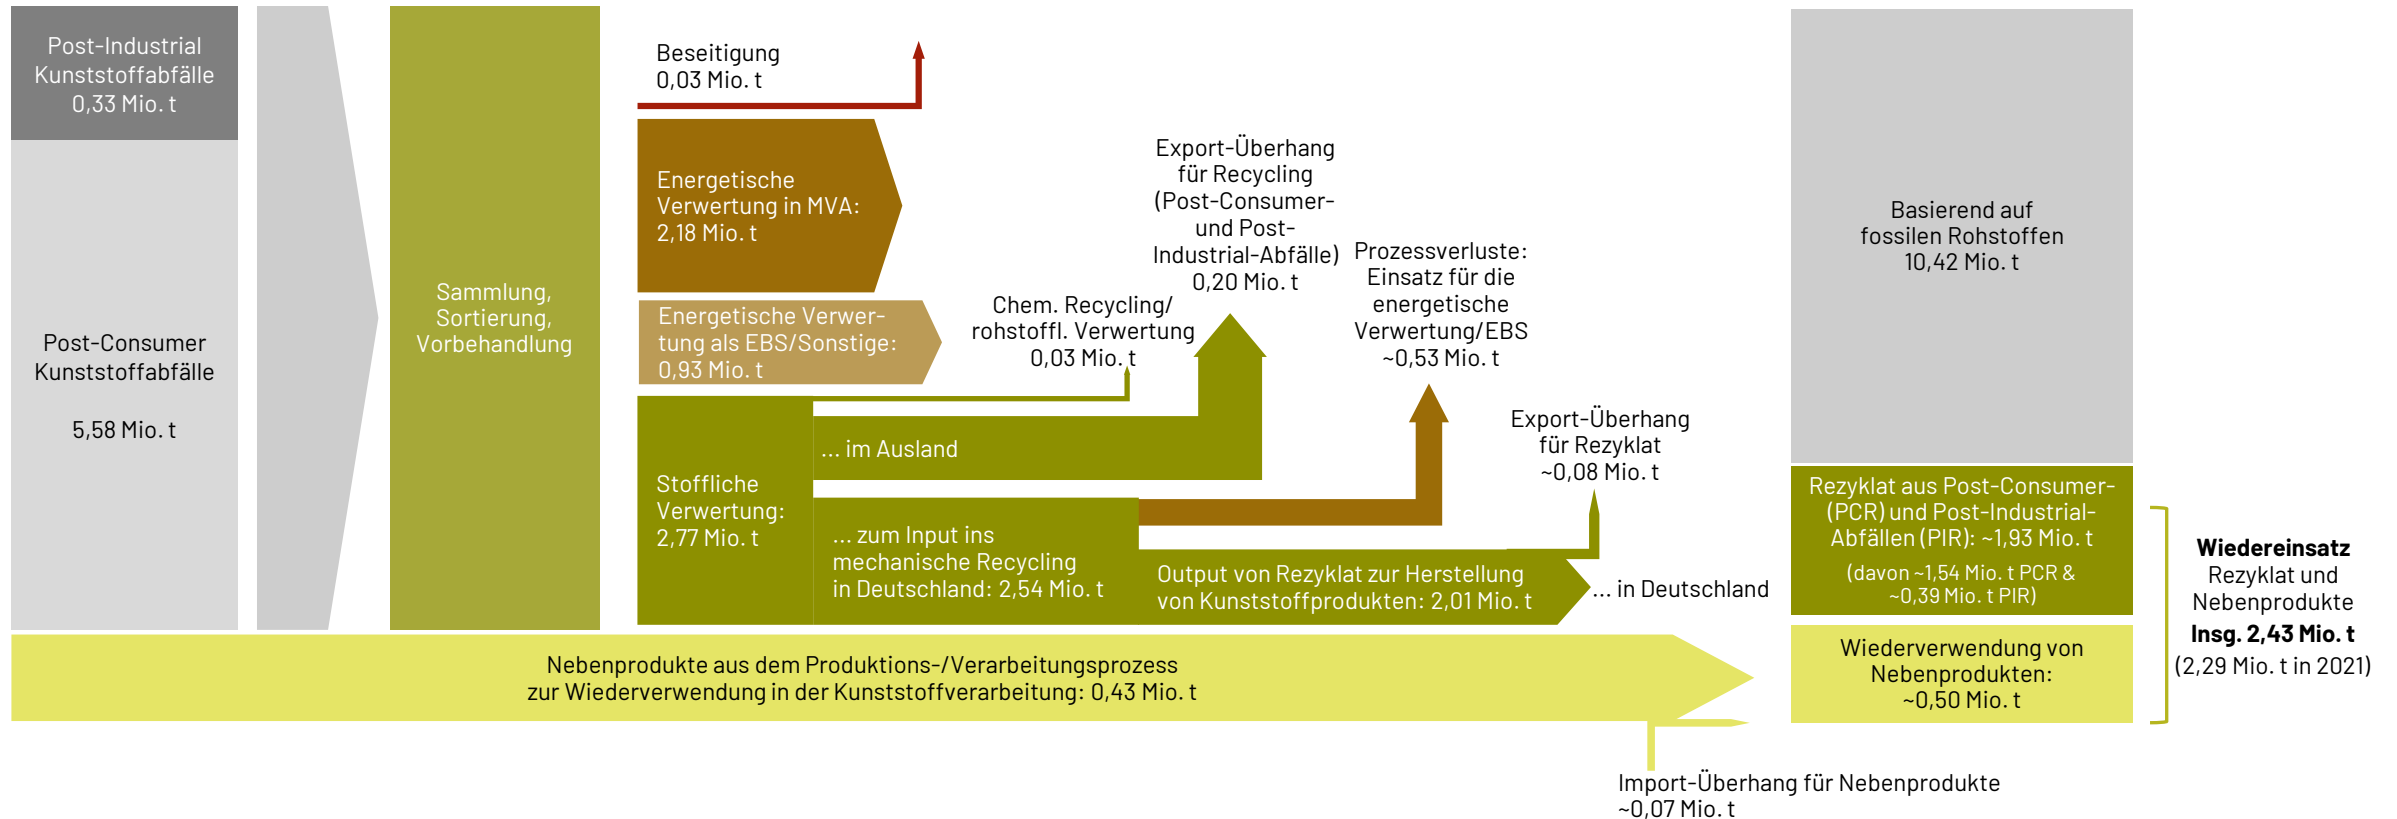 Post-Industrial
Kunststoffabfälle
0,33 Mio. t
Post-Consumer
Kunststoffabfälle
5,58 Mio. t
Sammlung,
Sortierung,
Vorbehandlung
Beseitigung
0,03 Mio. t
Energetische
Verwertung in MVA:
2,18 Mio. t
Energetische Verwer-
tung als EBS/Sonstige:
0,93 Mio. t
Stoffliche
Verwertung:
2,77 Mio. t
Chem. Recycling/
rohstoffl. Verwertung
0,03 Mio. t
... im Ausland
Export-Überhang
für Recycling
(Post-Consumer-
und Post-
Industrial-Abfälle)
0,20 Mio. t
... zum Input ins
mechanische Recycling
in Deutschland: 2,54 Mio. t
Prozessverluste:
Einsatz für die
energetische
Verwertung/EBS
~0,53 Mio. t
Output von Rezyklat zur Herstellung
von Kunststoffprodukten: 2,01 Mio. t
Export-Überhang
für Rezyklat
~0,08 Mio. t
... in Deutschland
Nebenprodukte aus dem Produktions-/Verarbeitungsprozess
zur Wiederverwendung in der Kunststoffverarbeitung: 0,43 Mio. t
Import-Überhang für Nebenprodukte
~0,07 Mio. t
Basierend auf
fossilen Rohstoffen
10,42 Mio. t
Rezyklat aus Post-Consumer-
(PCR) und Post-Industrial-
Abfällen (PIR): ~1,93 Mio. t
(davon ~1,54 Mio. t PCR &
~0,39 Mio. t PIR)
Wiederverwendung von
Nebenprodukten:
~0,50 Mio. t
Wiedereinsatz
Rezyklat und
Nebenprodukte
Insg. 2,43 Mio. t
(2,29 Mio. t in 2021)